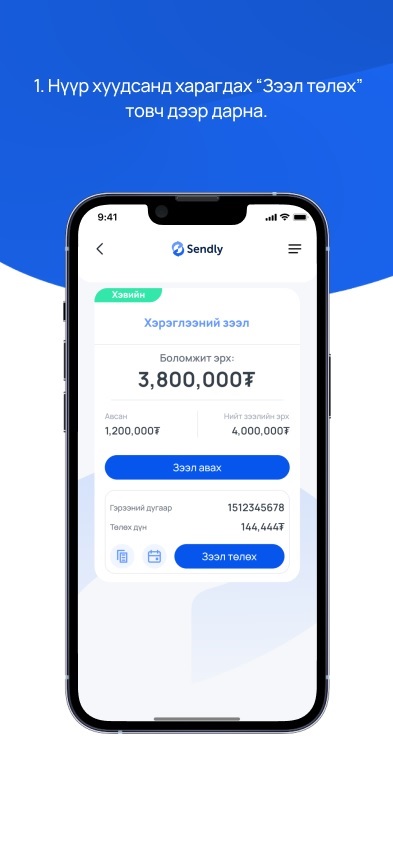 1. Нүүр хуудсанд харагдах “Зээл төлөх”
товч дээр дарна.
9:41
Sendly
Хэвийн
Хэрэглээний зээл
Боломжит эрх:
3,800,000₮
Авсан
Нийт зээлийн эрх
1,200,000₮
4,000,000₮
Зээл авах
Гэрээний дугаар
1512345678
Төлөх дүн
144,444₮
Зээл төлөх